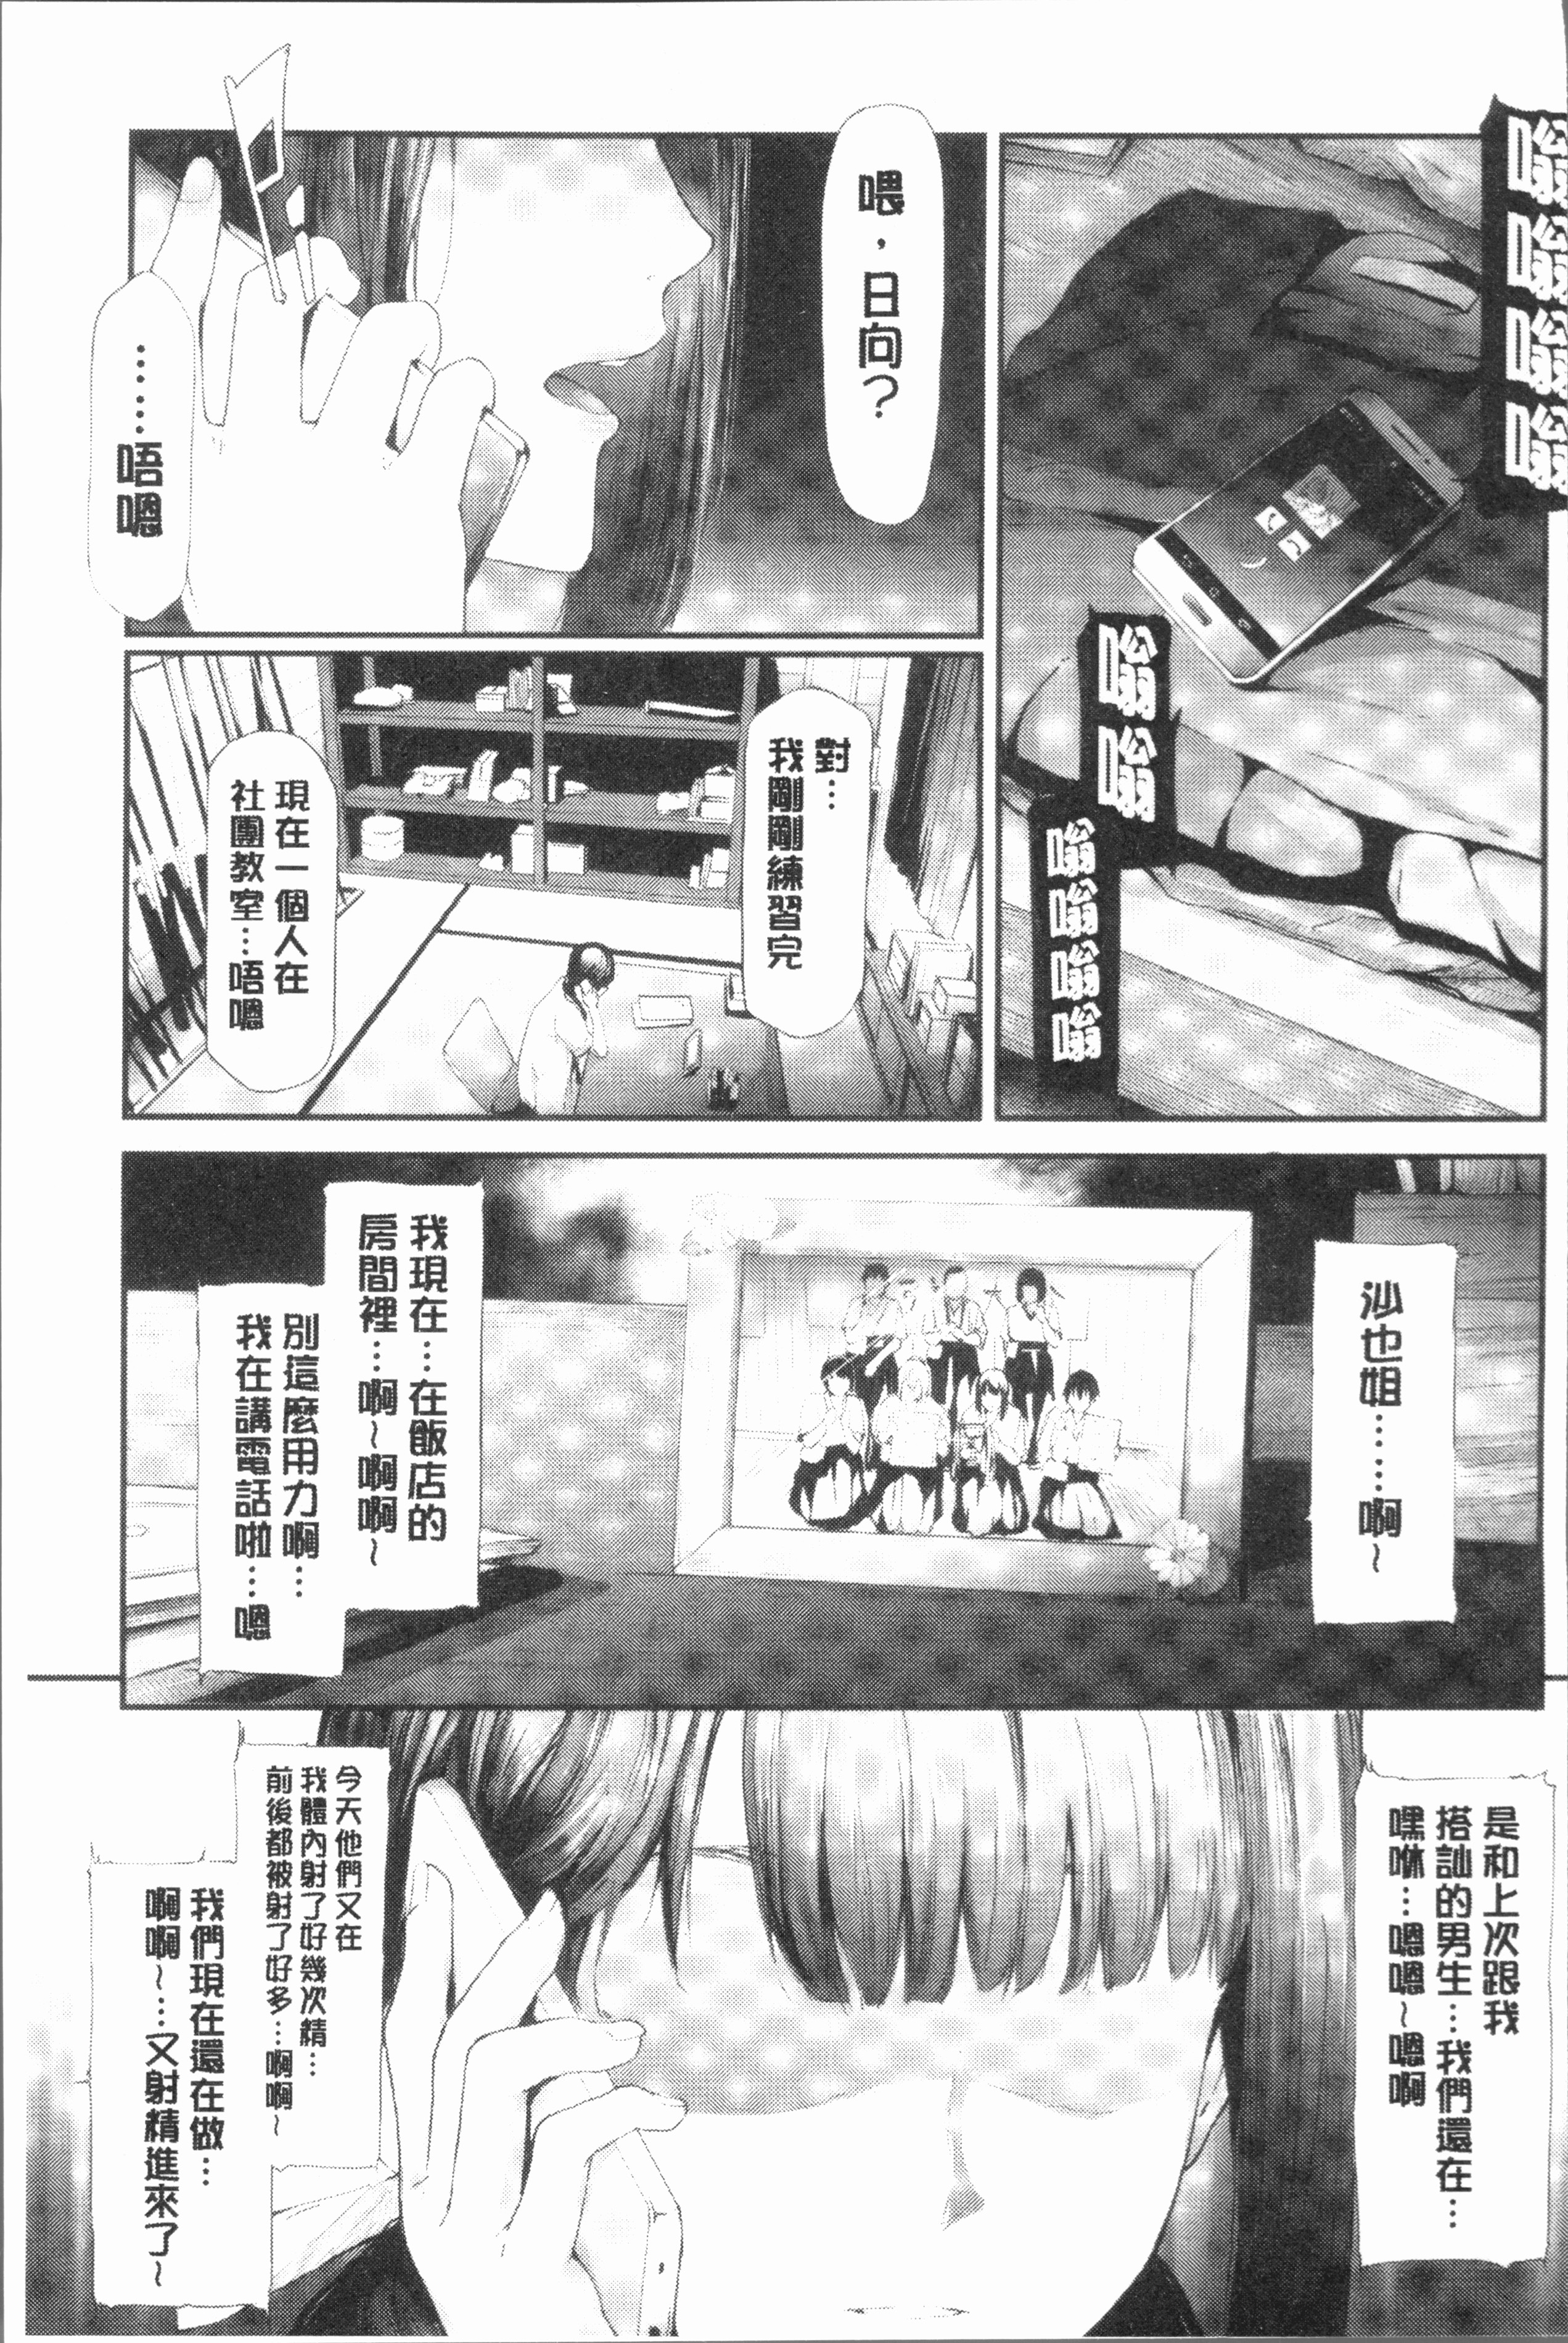 嗡嗡嗡嗡
嗡嗡
嗡嗡嗡嗡
喂，日向？
……唔嗯
對…
我剛剛練習完
現在一個人在
社團教室…唔嗯
沙也姐……啊~
我現在…在飯店的
房間裡…啊~啊啊~
別這麼用力啊…
我在講電話啦…嗯
是和上次跟我
搭訕的男生…我們還在…
嘿咻…嗯嗯~嗯啊
今天他們又在
我體內射了好幾次精…
前後都被射了好多…啊啊~
我們現在還在做…
啊啊~…又射精進來了~